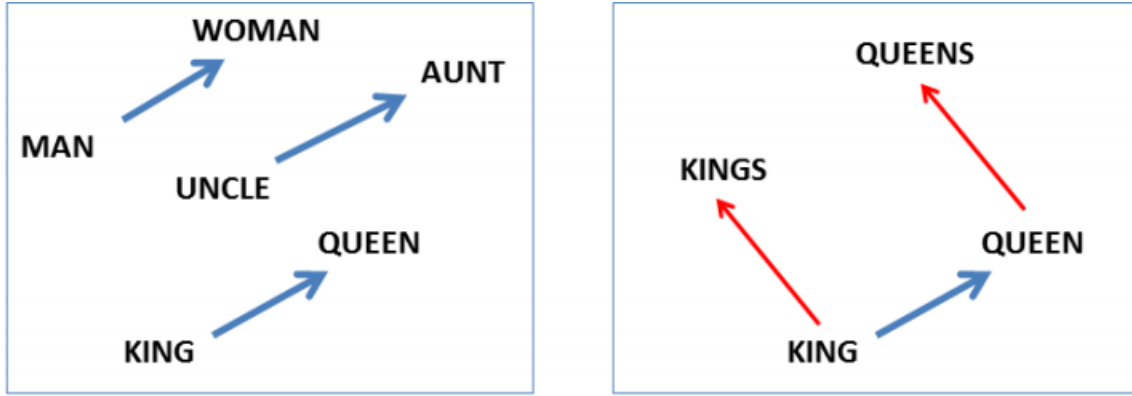 WOMAN
AUNT
MAN
UNCLE
QUEEN
KING
QUEENS
KINGS
QUEEN
KING